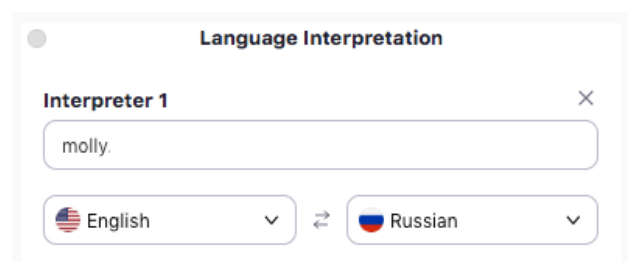 Language Interpretation
Interpreter 1
molly.
English Russian